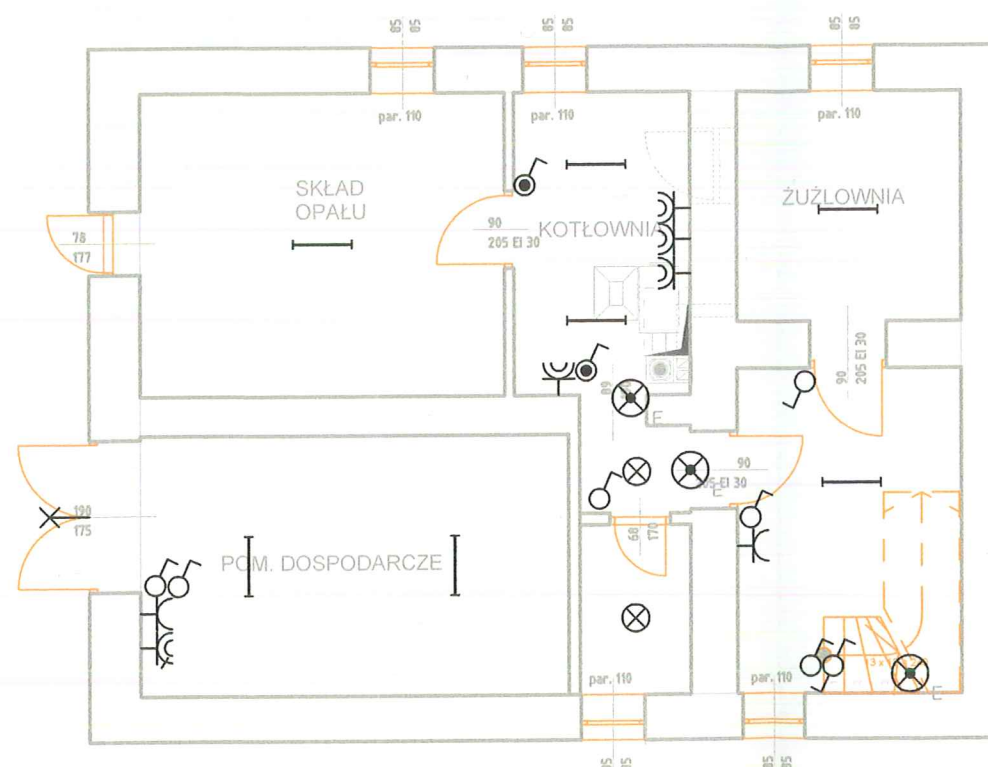 85 85
85 85
85 85
par. 110
par. 110
par. 110
SKŁAD
OPAŁU
ŻUŻLOWNIA
90
205 EI 30
KOTŁOWNIA
78
177
90
205 EI 30
89
E
90
205 EI 30
E
190
175
68
170
POM. DOSPODARCZE
par. 110
par. 110
E
85 85
85 85